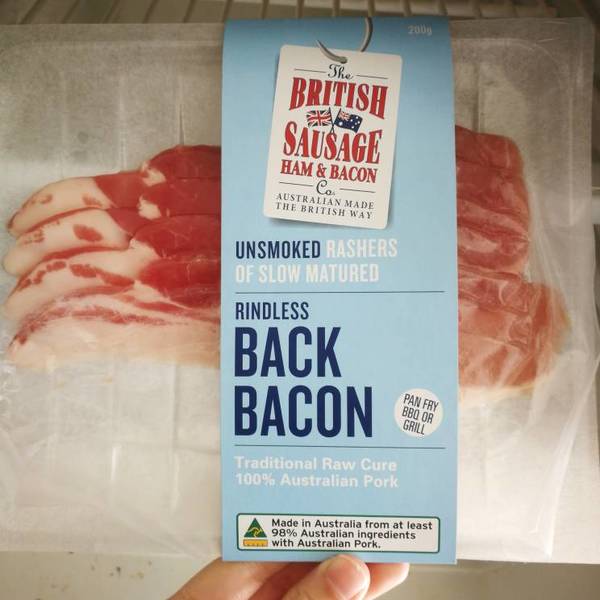 200g
The
BRITISH
SAUSAGE
HAM & BACON
Co.
AUSTRALIAN MADE
THE BRITISH WAY
UNSMOKED RASHERS
OF SLOW MATURED
RINDLESS
BACK
BACON
PAN FRY
BBQ OR
GRILL
Traditional Raw Cure
100% Australian Pork
Made in Australia from at least
98% Australian ingredients
with Australian Pork.